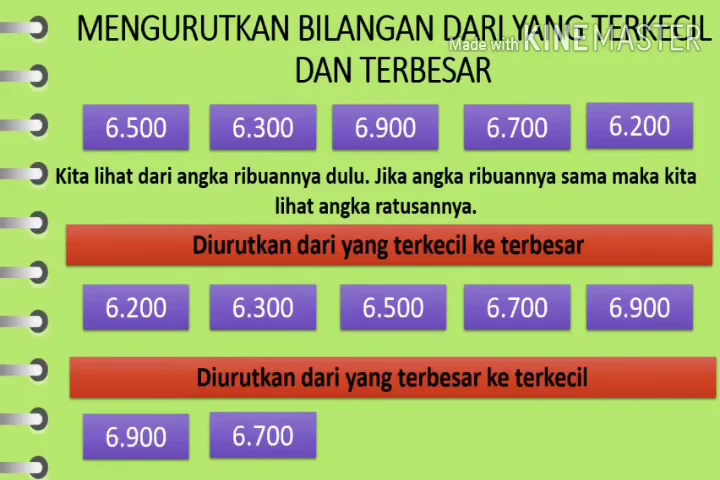 MENGURUTKAN BILANGAN DARI YANG TERKECIL
Made with KINEMASTER
DAN TERBESAR
6.500 6.300 6.900 6.700 6.200
Kita lihat dari angka ribuannya dulu. Jika angka ribuannya sama maka kita
lihat angka ratusannya.
Diurutkan dari yang terkecil ke terbesar
6.200 6.300 6.500 6.700 6.900
Diurutkan dari yang terbesar ke terkecil
6.900 6.700